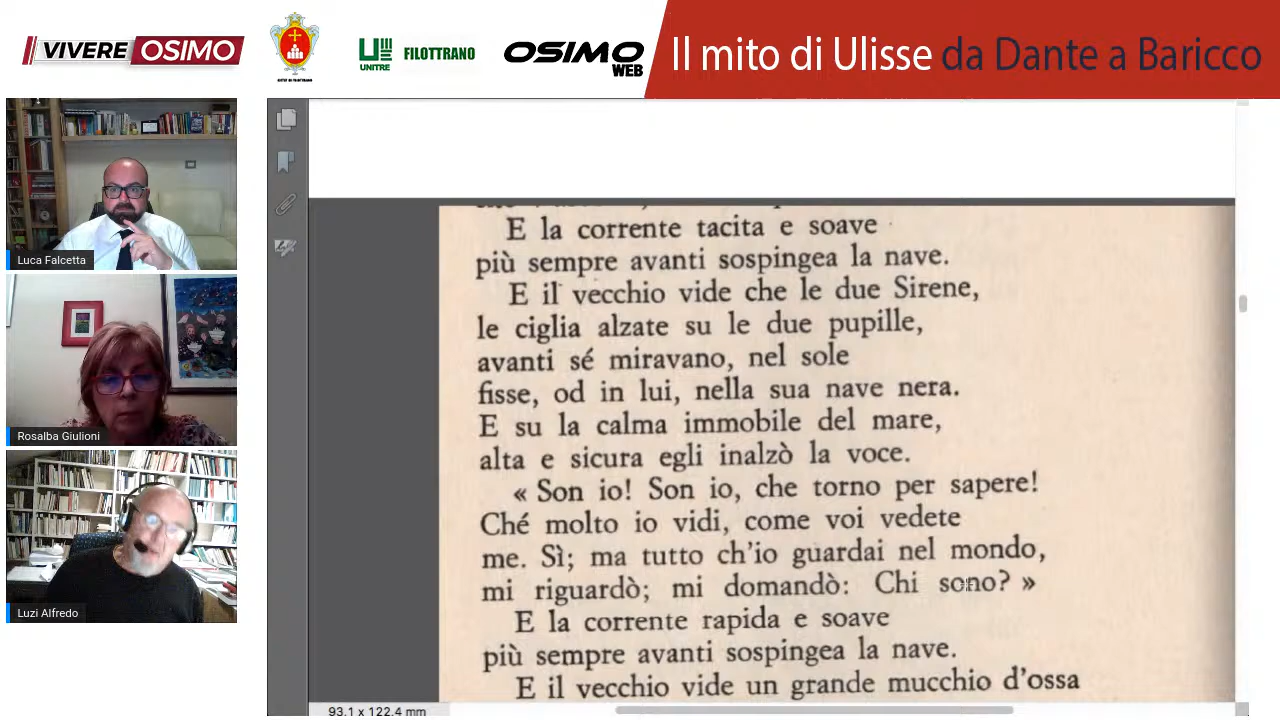 VIVERE OSIMO
UNITRE
FILOTTRANO
OSIMO
WEB
Il mito di Ulisse da Dante a Baricco
Luca Falcetta
Rosalba Giulioni
Luzi Alfredo
E la corrente tacita e soave
più sempre avanti sospingea la nave.
E il vecchio vide che le due Sirene,
le ciglia alzate su le due pupille,
avanti sé miravano, nel sole
fisse, od in lui, nella sua nave nera.
E su la calma immobile del mare,
alta e sicura egli inalzò la voce.
« Son io! Son io, che torno per sapere!
Ché molto io vidi, come voi vedete
me. Sì; ma tutto ch'io guardai nel mondo,
mi riguardò; mi domandò: Chi sono? »
E la corrente rapida e soave
più sempre avanti sospingea la nave.
E il vecchio vide un grande mucchio d'ossa
93,1 x 122,4 mm